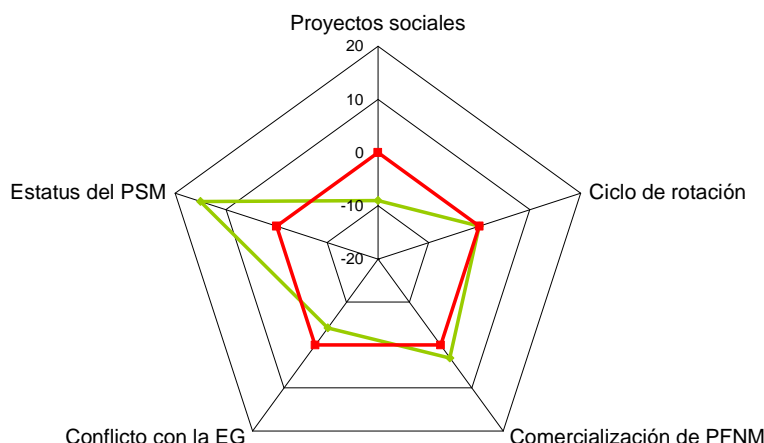 Proyectos sociales
20
10
0
-10
-20
Estatus del PSM
Ciclo de rotación
Conflicto con la EG
Comercialización de PFNM